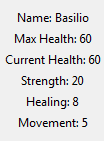 Name: Basilio
Max Health: 60
Current Health: 60
Strength: 20
Healing: 8
Movement: 5